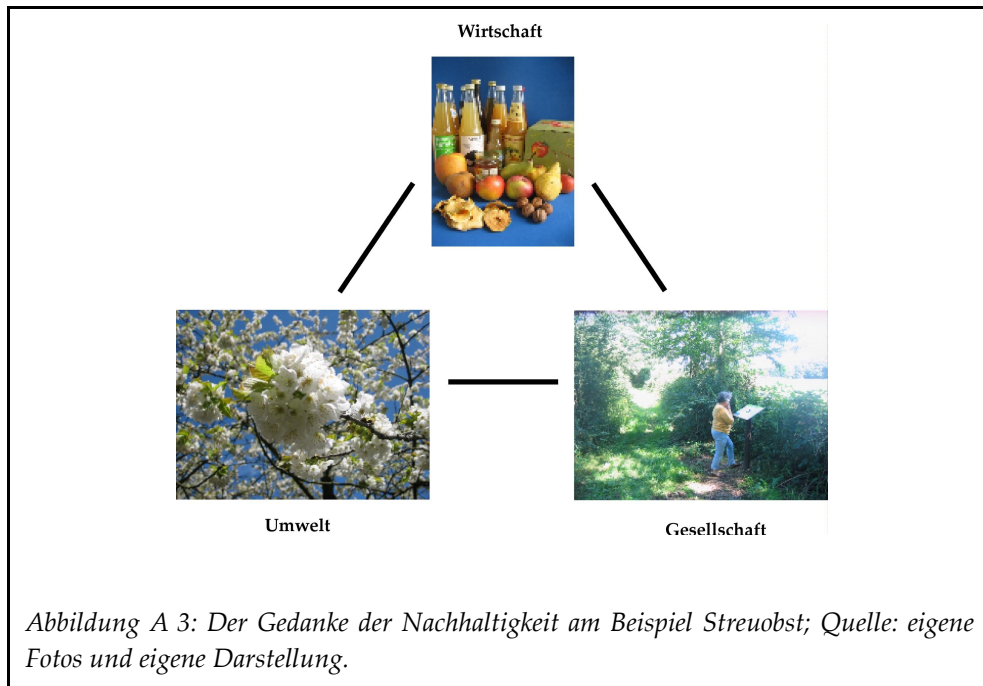 Wirtschaft
Umwelt
Gesellschaft
Abbildung A 3: Der Gedanke der Nachhaltigkeit am Beispiel Streuobst; Quelle: eigene
Fotos und eigene Darstellung.